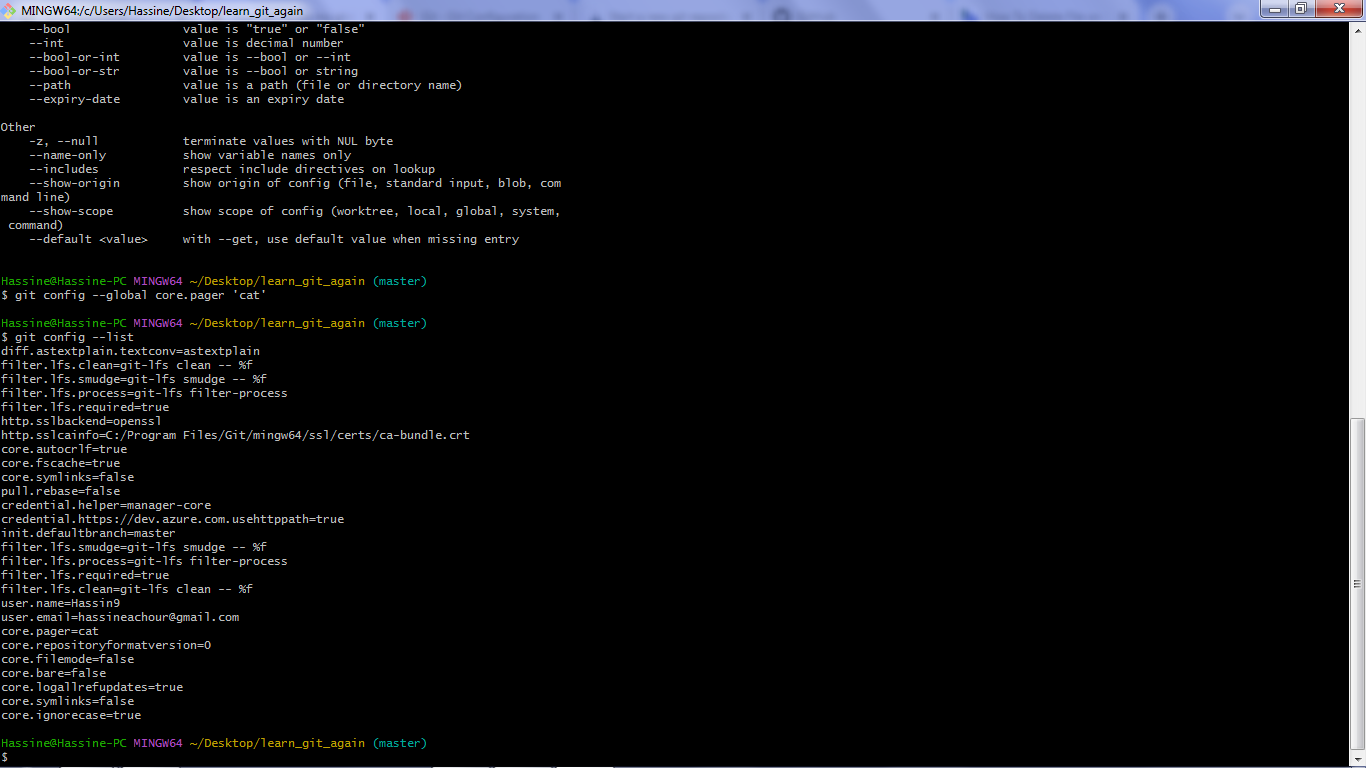 MINGW64:/c/Users/Hassine/Desktop/learn_git_again
    --bool                value is "true" or "false"
    --int                 value is decimal number
    --bool-or-int         value is --bool or --int
    --bool-or-str         value is --bool or string
    --path                value is a path (file or directory name)
    --expiry-date         value is an expiry date

Other
    -z, --null            terminate values with NUL byte
    --name-only           show variable names only
    --includes            respect include directives on lookup
    --show-origin         show origin of config (file, standard input, blob, com
mand line)
    --show-scope          show scope of config (worktree, local, global, system,
 command)
    --default <value>     with --get, use default value when missing entry

Hassine@Hassine-PC MINGW64 ~/Desktop/learn_git_again (master)
$ git config --global core.pager 'cat'

Hassine@Hassine-PC MINGW64 ~/Desktop/learn_git_again (master)
$ git config --list
diff.astextplain.textconv=astextplain
filter.lfs.clean=git-lfs clean -- %f
filter.lfs.smudge=git-lfs smudge -- %f
filter.lfs.process=git-lfs filter-process
filter.lfs.required=true
http.sslbackend=openssl
http.sslcainfo=C:/Program Files/Git/mingw64/ssl/certs/ca-bundle.crt
core.autocrlf=true
core.fscache=true
core.symlinks=false
pull.rebase=false
credential.helper=manager-core
credential.https://dev.azure.com.usehttppath=true
init.defaultbranch=master
filter.lfs.smudge=git-lfs smudge -- %f
filter.lfs.process=git-lfs filter-process
filter.lfs.required=true
filter.lfs.clean=git-lfs clean -- %f
user.name=Hassin9
user.email=hassineachour@gmail.com
core.pager=cat
core.repositoryformatversion=0
core.filemode=false
core.bare=false
core.logallrefupdates=true
core.symlinks=false
core.ignorecase=true

Hassine@Hassine-PC MINGW64 ~/Desktop/learn_git_again (master)
$